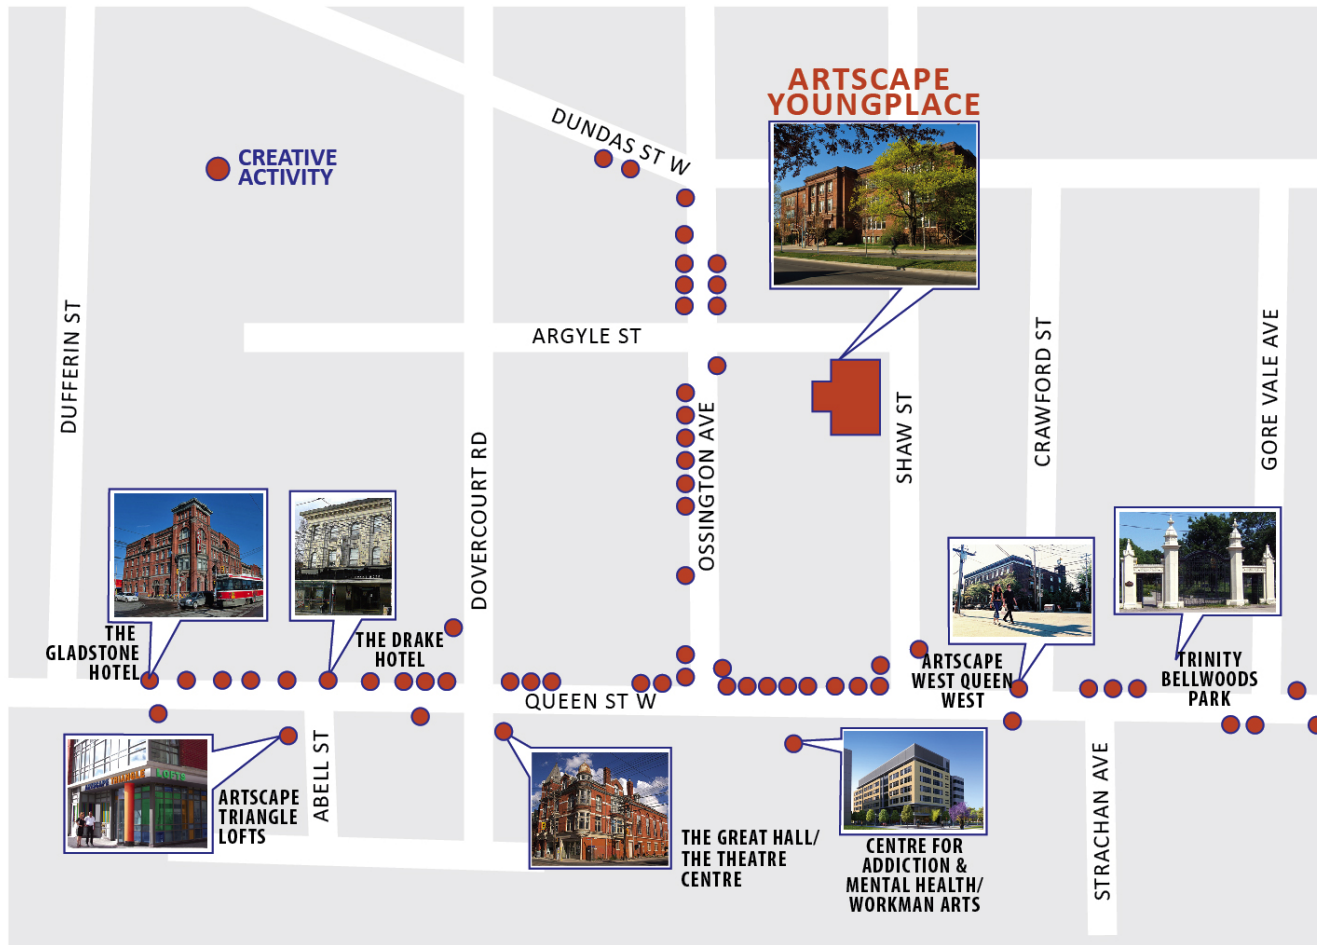 ARTSCAPE
YOUNGPLACE
DUNDAS ST W
CREATIVE
ACTIVITY
ARGYLE ST
DUFFERIN ST
DOVERCOURT RD
OSSINGTON AVE
SHAW ST
CRAWFORD ST
GORE VALE AVE
THE
GLADSTONE
HOTEL
THE DRAKE
HOTEL
ARTSCAPE
WEST QUEEN
WEST
TRINITY
BELLWOODS
PARK
QUEEN ST W
ABELL ST
STRACHAN AVE
ARTSCAPE
TRIANGLE
LOFTS
THE GREAT HALL/
THE THEATRE
CENTRE
CENTRE FOR
ADDICTION &
MENTAL HEALTH/
WORKMAN ARTS